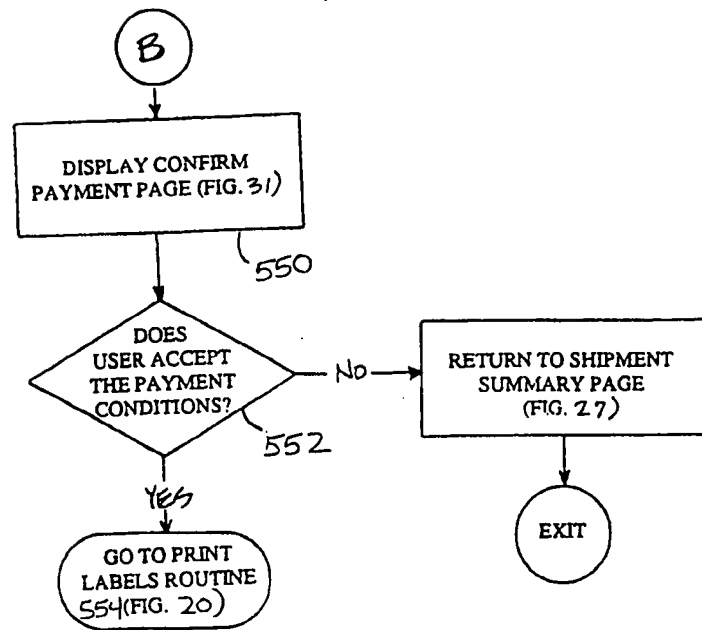 B
DISPLAY CONFIRM
PAYMENT PAGE (FIG. 31)
550
DOES
USER ACCEPT
THE PAYMENT
CONDITIONS?
552
NO
RETURN TO SHIPMENT
SUMMARY PAGE
(FIG. 27)
EXIT
YES
GO TO PRINT
LABELS ROUTINE
554(FIG. 20)